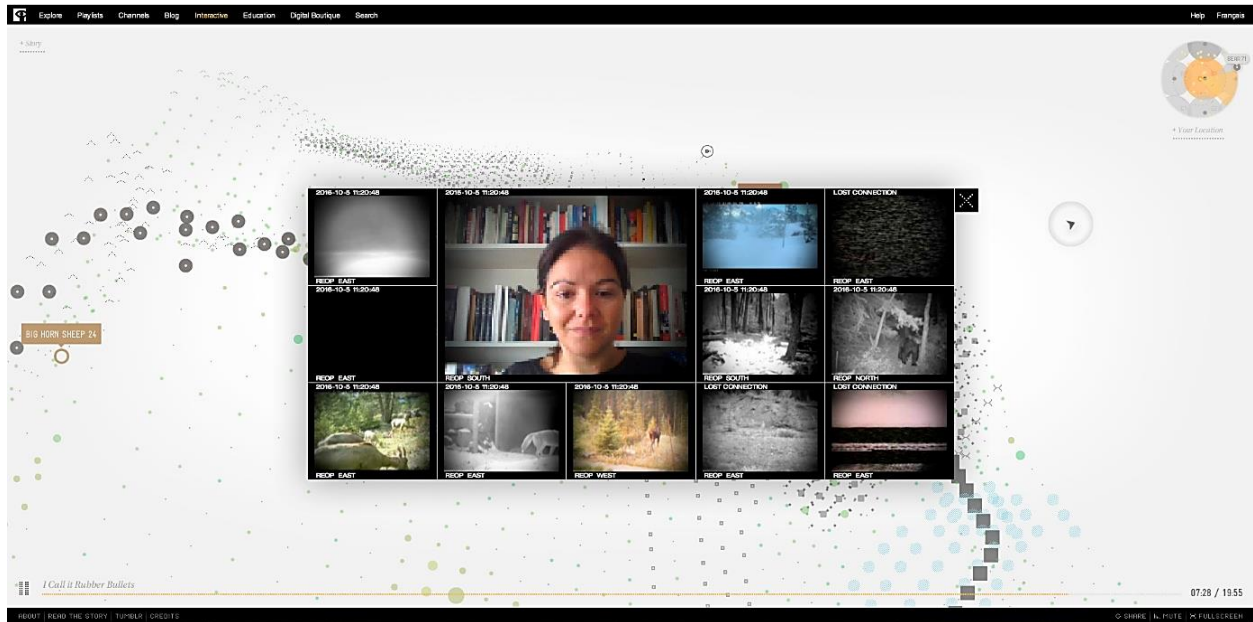 Explore Playlists Channels Blog Interactive Education Digital Boutique Search Help Français
+ Story
BEAR 71
+ Your Location
2016-10-5 11:20:48
2016-10-5 11:20:48
2016-10-5 11:20:48
LOST CONNECTION
REOP EAST
REOP EAST
2016-10-5 11:20:48
2016-10-5 11:20:48
2016-10-5 11:20:48
BIG HORN SHEEP 24
REOP EAST
REOP SOUTH
REOP SOUTH
REOP NORTH
2016-10-5 11:20:48
2016-10-5 11:20:48
2016-10-5 11:20:48
LOST CONNECTION
LOST CONNECTION
REOP EAST
REOP EAST
REOP WEST
REOP EAST
REOP EAST
I Call it Rubber Bullets
07:28 / 19:55
ABOUT | READ THE STORY | TUMBLR | CREDITS
SHARE | MUTE | FULLSCREEN